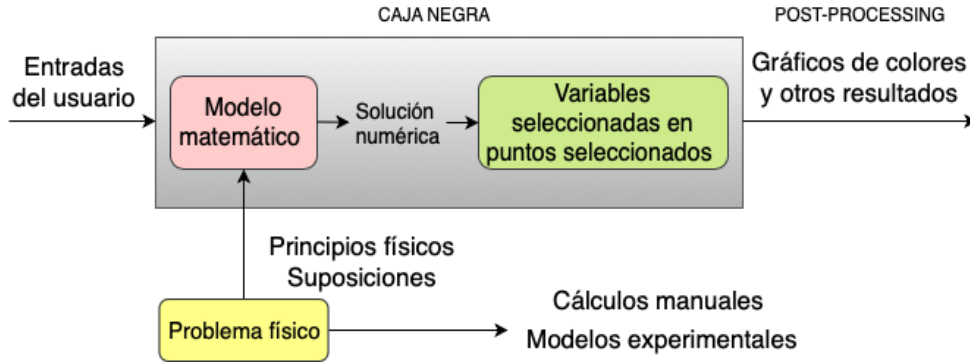 CAJA NEGRA
POST-PROCESSING
Entradas
del usuario
Modelo
matemático
Solución
numérica
Variables
seleccionadas en
puntos seleccionados
Gráficos de colores
y otros resultados
Principios físicos
Suposiciones
Problema físico
Cálculos manuales
Modelos experimentales